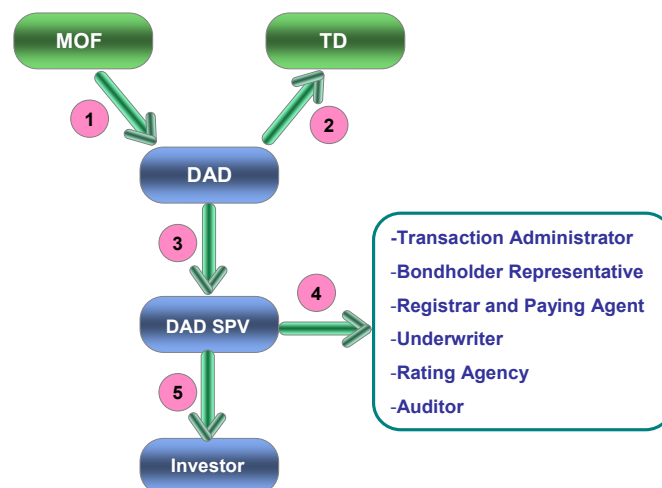 MOF
TD
1
2
DAD
3
-Transaction Administrator
-Bondholder Representative
-Registrar and Paying Agent
-Underwriter
-Rating Agency
-Auditor
4
DAD SPV
5
Investor